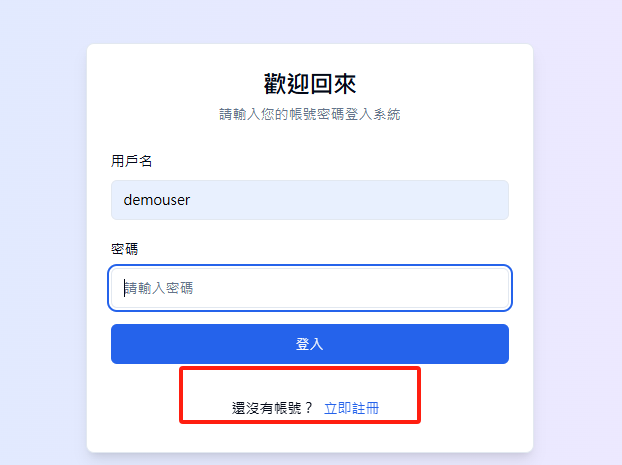 歡迎回來
請輸入您的帳號密碼登入系統
用戶名
demouser
密碼
請輸入密碼
登入
還沒有帳號？ 立即註冊